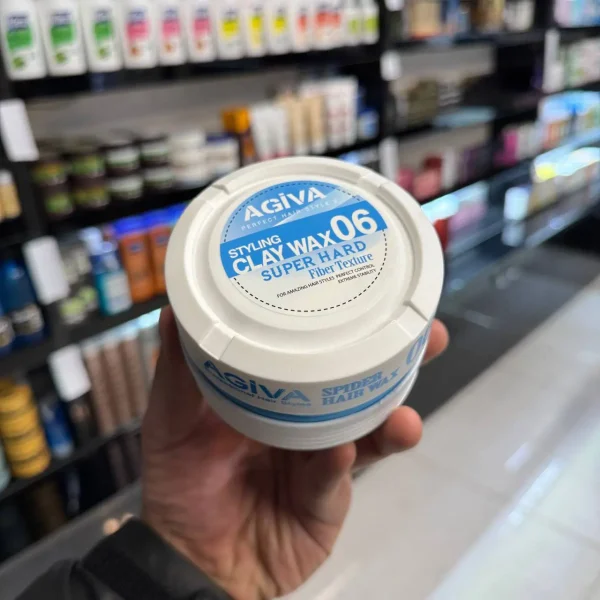 AGiVA
PERFECT HAIR STYLE
STYLING
CLAY WAX 06
SUPER HARD
Fiber Texture
FOR AMAZING HAIR STYLES PERFECT CONTROL
EXTREME STABILITY
AGiVA
SPIDER
HAIR WAX